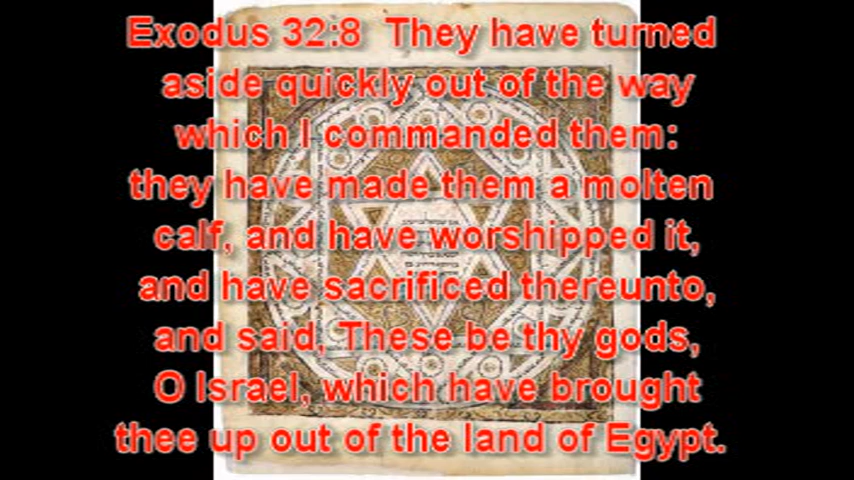 Exodus 32:8 They have turned
aside quickly out of the way
which I commanded them:
they have made them a molten
calf, and have worshipped it,
and have sacrificed thereunto,
and said, These be thy gods,
O Israel, which have brought
thee up out of the land of Egypt.